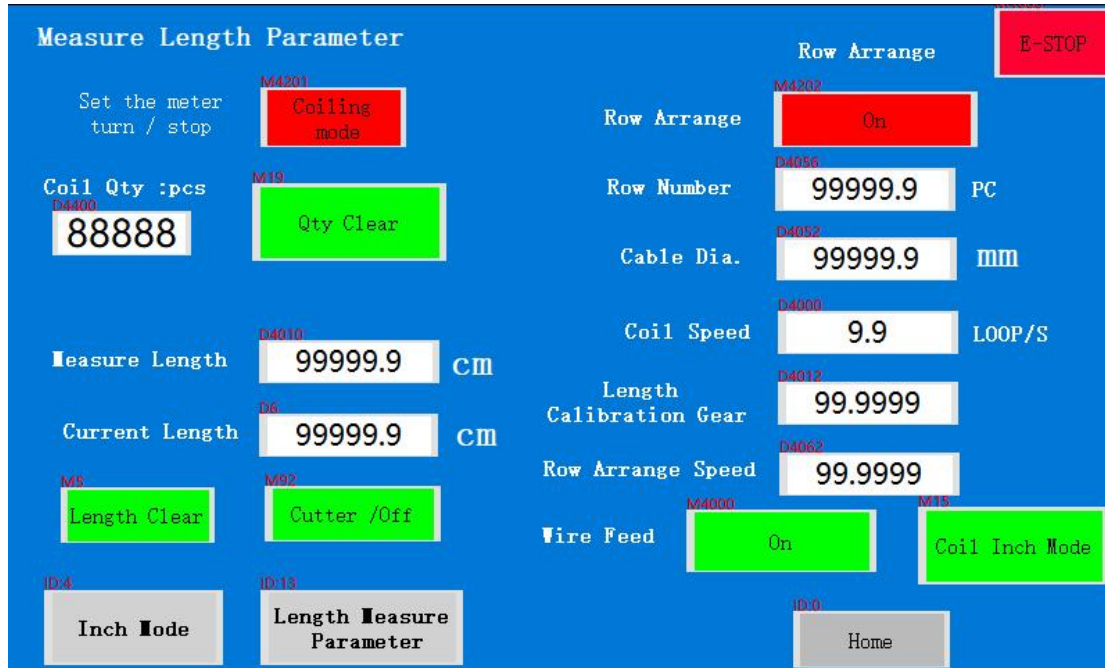 Measure Length Parameter
E-STOP
Row Arrange
M4201
Set the meter
turn / stop
Coiling
mode
M4202
Row Arrange
On
Coil Qty :pcs
D4400
88888
M19
Qty Clear
D4056
Row Number
99999.9
PC
D4052
Cable Dia.
99999.9
mm
D4000
Coil Speed
9.9
LOOP/S
D4010
Measure Length
99999.9
cm
D4012
Length
Calibration Gear
99.9999
D6
Current Length
99999.9
cm
D4062
Row Arrange Speed
99.9999
M5
Length Clear
M92
Cutter /Off
M4000
Wire Feed
On
M15
Coil Inch Mode
ID:4
Inch Mode
ID:13
Length Measure
Parameter
ID:0
Home